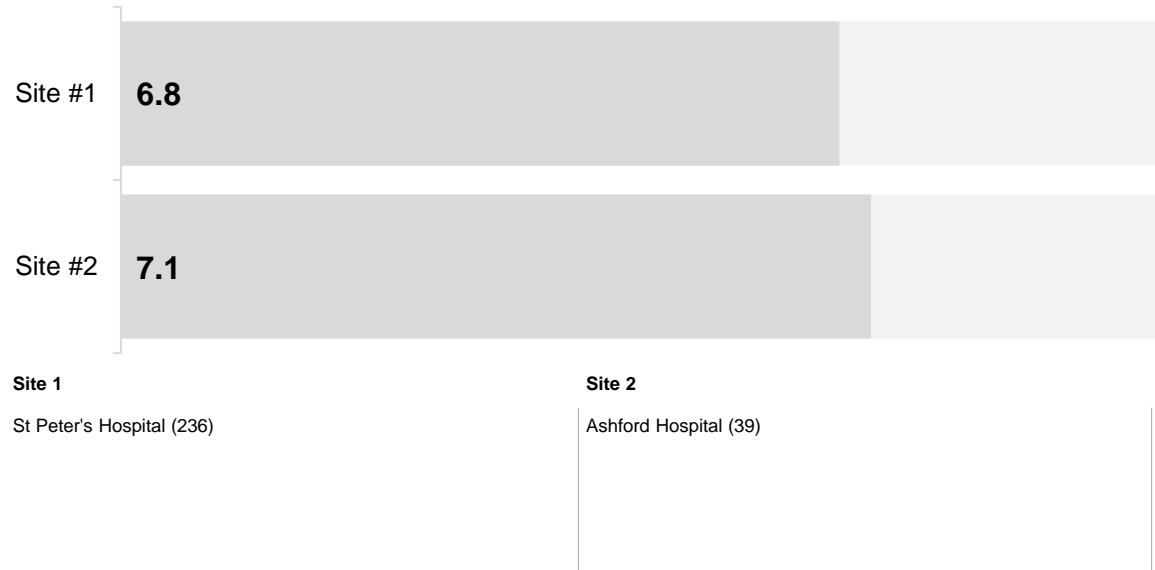 Site #1 6.8
Site #2 7.1
Site 1
St Peter's Hospital (236)
Site 2
Ashford Hospital (39)